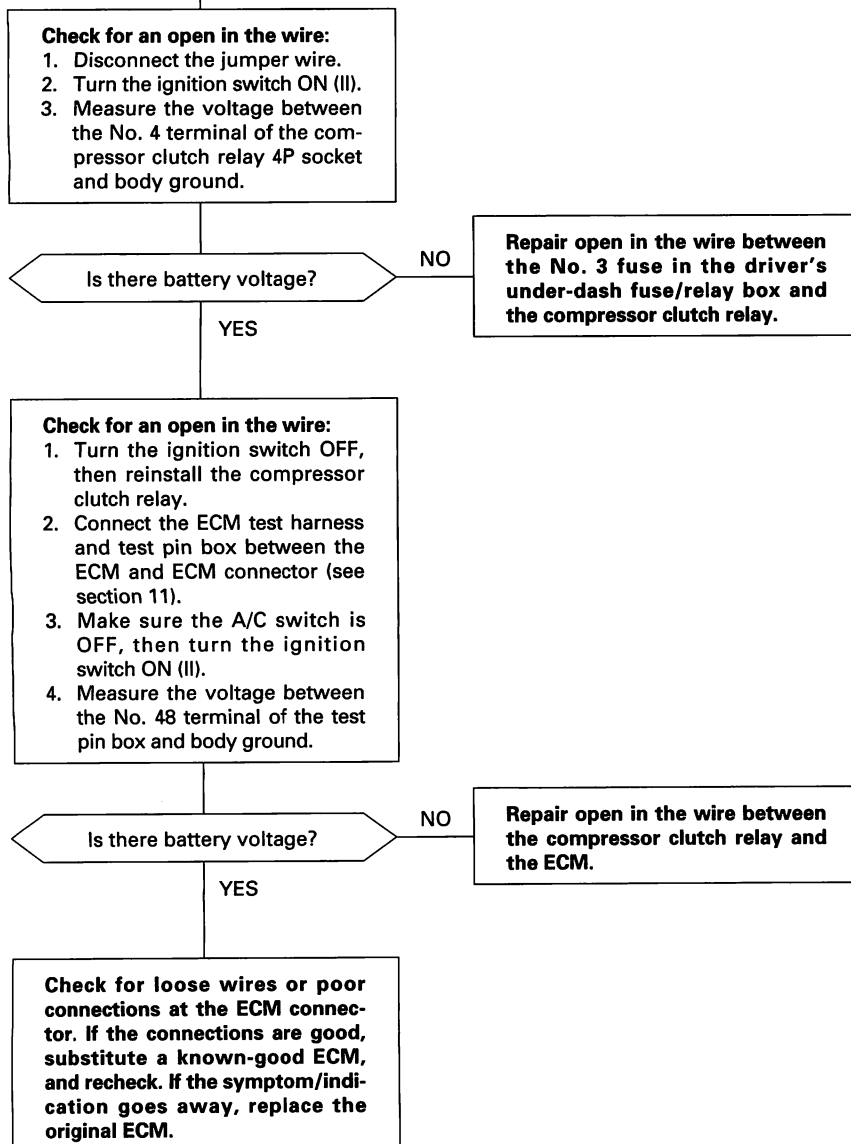 Check for an open in the wire:
1. Disconnect the jumper wire.
2. Turn the ignition switch ON (II).
3. Measure the voltage between
the No. 4 terminal of the com-
pressor clutch relay 4P socket
and body ground.
Is there battery voltage?
NO
Repair open in the wire between
the No. 3 fuse in the driver's
under-dash fuse/relay box and
the compressor clutch relay.
YES
Check for an open in the wire:
1. Turn the ignition switch OFF,
then reinstall the compressor
clutch relay.
2. Connect the ECM test harness
and test pin box between the
ECM and ECM connector (see
section 11).
3. Make sure the A/C switch is
OFF, then turn the ignition
switch ON (II).
4. Measure the voltage between
the No. 48 terminal of the test
pin box and body ground.
Is there battery voltage?
NO
Repair open in the wire between
the compressor clutch relay and
the ECM.
YES
Check for loose wires or poor
connections at the ECM connec-
tor. If the connections are good,
substitute a known-good ECM,
and recheck. If the symptom/indi-
cation goes away, replace the
original ECM.